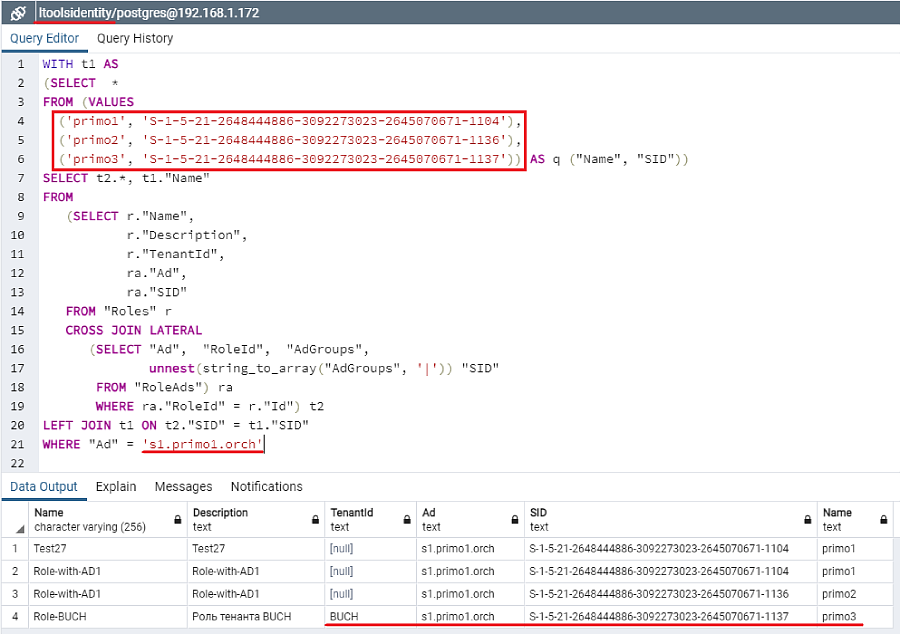 ltoolsidentity/postgres@192.168.1.172
Query Editor Query History
1 WITH t1 AS
2 (SELECT *
3 FROM (VALUES
4 ('primo1', 'S-1-5-21-2648444886-3092273023-2645070671-1104'),
5 ('primo2', 'S-1-5-21-2648444886-3092273023-2645070671-1136'),
6 ('primo3', 'S-1-5-21-2648444886-3092273023-2645070671-1137')) AS q ("Name", "SID"))
7 SELECT t2.*, t1."Name"
8 FROM
9 (SELECT r."Name",
10 r."Description",
11 r."TenantId",
12 ra."Ad",
13 ra."SID"
14 FROM "Roles" r
15 CROSS JOIN LATERAL
16 (SELECT "Ad", "RoleId", "AdGroups",
17 unnest(string_to_array("AdGroups", '|')) "SID"
18 FROM "RoleAds") ra
19 WHERE ra."RoleId" = r."Id") t2
20 LEFT JOIN t1 ON t2."SID" = t1."SID"
21 WHERE "Ad" = 's1.primo1.orch'
22
Data Output Explain Messages Notifications
Name Description TenantId Ad SID Name
character varying (256) text text text text text
1 Test27 Test27 [null] s1.primo1.orch S-1-5-21-2648444886-3092273023-2645070671-1104 primo1
2 Role-with-AD1 Role-with-AD1 [null] s1.primo1.orch S-1-5-21-2648444886-3092273023-2645070671-1104 primo1
3 Role-with-AD1 Role-with-AD1 [null] s1.primo1.orch S-1-5-21-2648444886-3092273023-2645070671-1136 primo2
4 Role-BUCH Роль тенанта BUCH BUCH s1.primo1.orch S-1-5-21-2648444886-3092273023-2645070671-1137 primo3